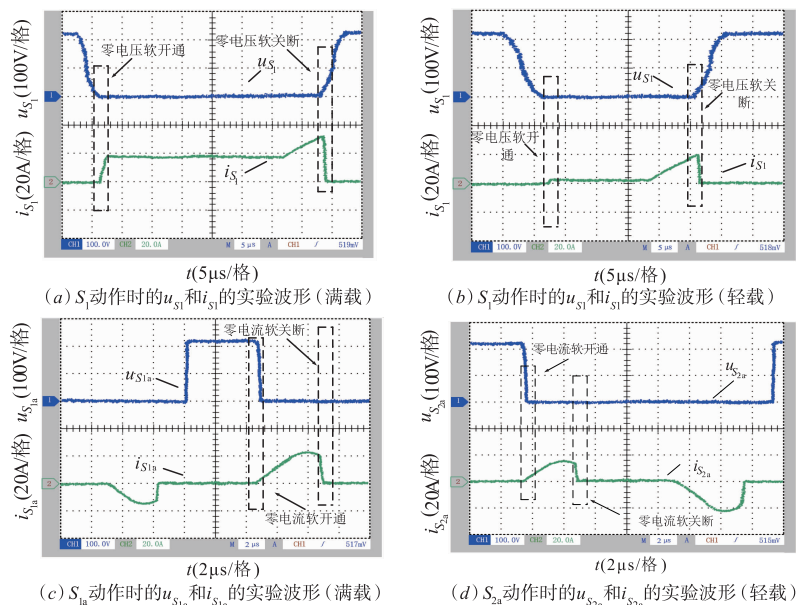 u_{S_1}(100V/格)
零电压软开通
零电压软关断
u_{S_1}
1
i_{S_1}(20A/格)
i_{S_1}
2
CH1 100.0V CH2 20.0A M 5μs A CH1 / 519mV
t(5μs/格)
(a) S_1动作时的u_{S1}和i_{S1}的实验波形(满载)
u_{S_1}(100V/格)
u_{S1}
零电压软关断
1
i_{S_1}(20A/格)
零电压软开通
i_{S1}
2
CH1 100.0V CH2 20.0A M 5μs A CH1 / 518mV
t(5μs/格)
(b) S_1动作时的u_{S1}和i_{S1}的实验波形(轻载)
u_{S_{1a}}(100V/格)
零电流软关断
u_{S1a}
1
i_{S_{1a}}(20A/格)
i_{S1a}
2
零电流软开通
CH1 100.0V CH2 20.0A M 2μs A CH1 / 517mV
t(2μs/格)
(c) S_{1a}动作时的u_{S1a}和i_{S1a}的实验波形(满载)
u_{S_{2a}}(100V/格)
零电流软开通
u_{S_{2a}}
1
i_{S_{2a}}(20A/格)
i_{S_{2a}}
2
零电流软关断
CH1 100.0V CH2 20.0A M 2μs A CH1 / 515mV
t(2μs/格)
(d) S_{2a}动作时的u_{S2a}和i_{S2a}的实验波形(轻载)